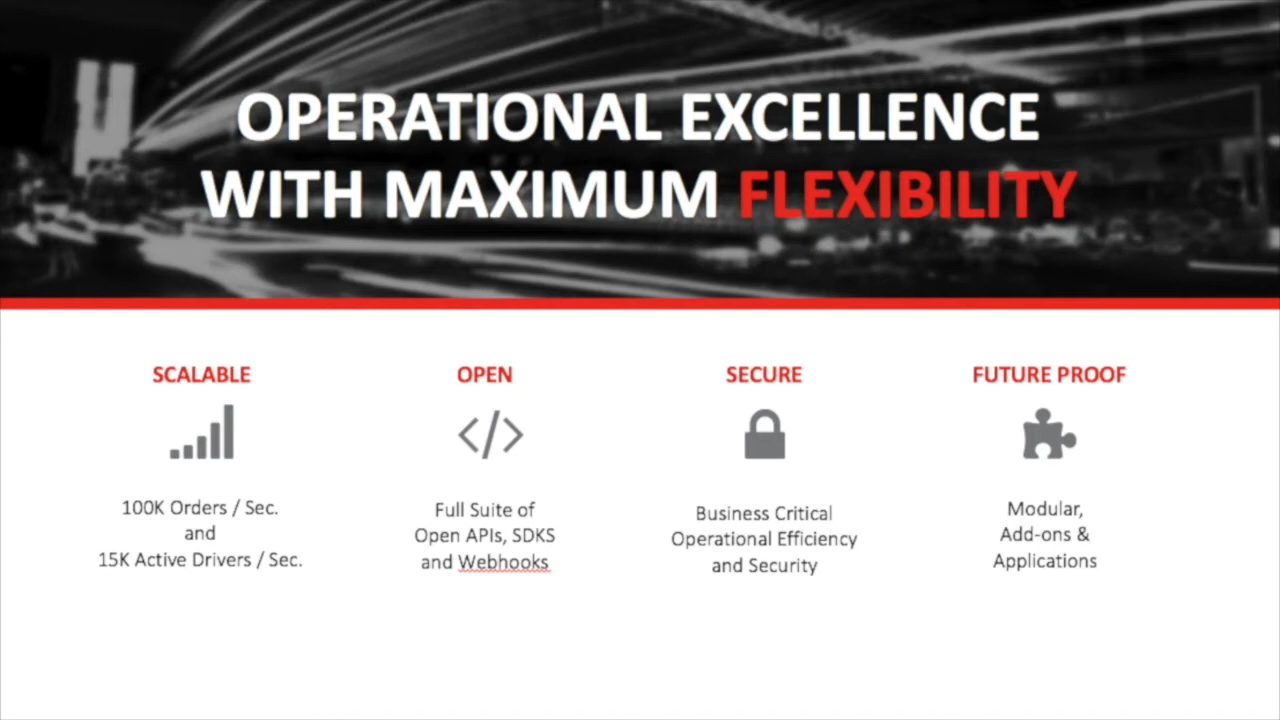 OPERATIONAL EXCELLENCE
WITH MAXIMUM FLEXIBILITY
SCALABLE
100K Orders / Sec.
and
15K Active Drivers / Sec.
OPEN
</>
Full Suite of
Open APIs, SDKS
and Webhooks
SECURE
Business Critical
Operational Efficiency
and Security
FUTURE PROOF
Modular,
Add-ons &
Applications